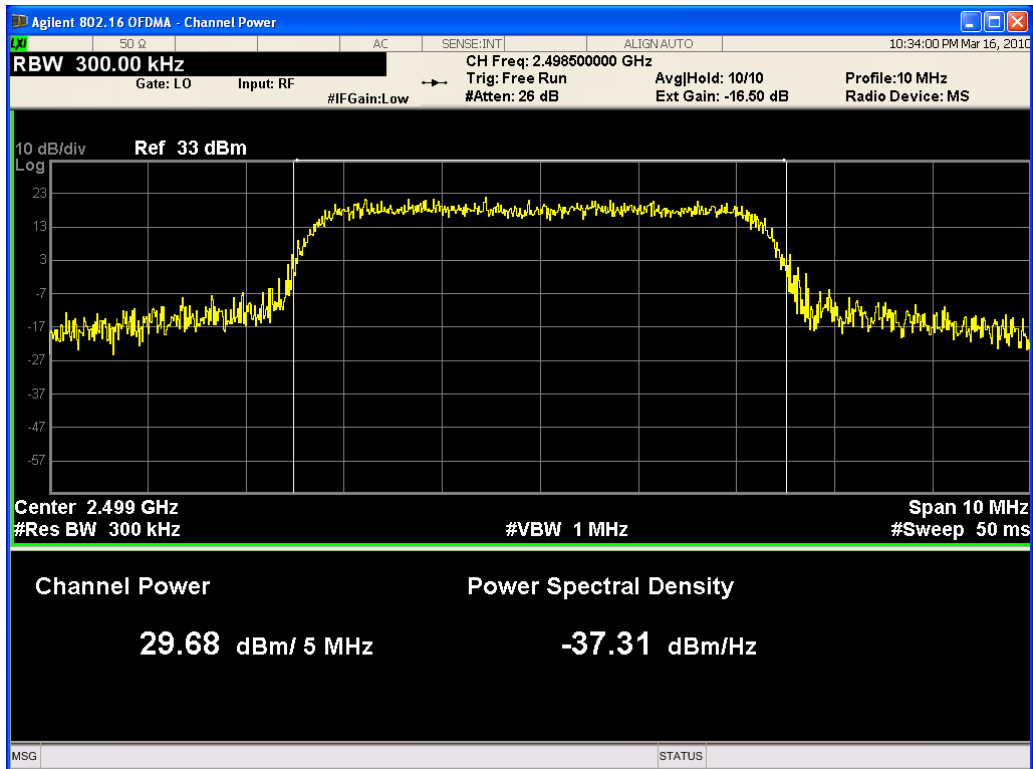 Agilent 802.16 OFDMA - Channel Power
LXI 50 Ω AC SENSE:INT ALIGN AUTO 10:34:00 PM Mar 16, 2010
RBW 300.00 kHz
Gate: LO Input: RF #IFGain:Low
CH Freq: 2.498500000 GHz
Trig: Free Run Avg|Hold: 10/10 Profile:10 MHz
#Atten: 26 dB Ext Gain: -16.50 dB Radio Device: MS
10 dB/div Ref 33 dBm
Log
23
13
3
-7
-17
-27
-37
-47
-57
Center 2.499 GHz Span 10 MHz
#Res BW 300 kHz #VBW 1 MHz #Sweep 50 ms
Channel Power Power Spectral Density
29.68 dBm/ 5 MHz -37.31 dBm/Hz
MSG STATUS